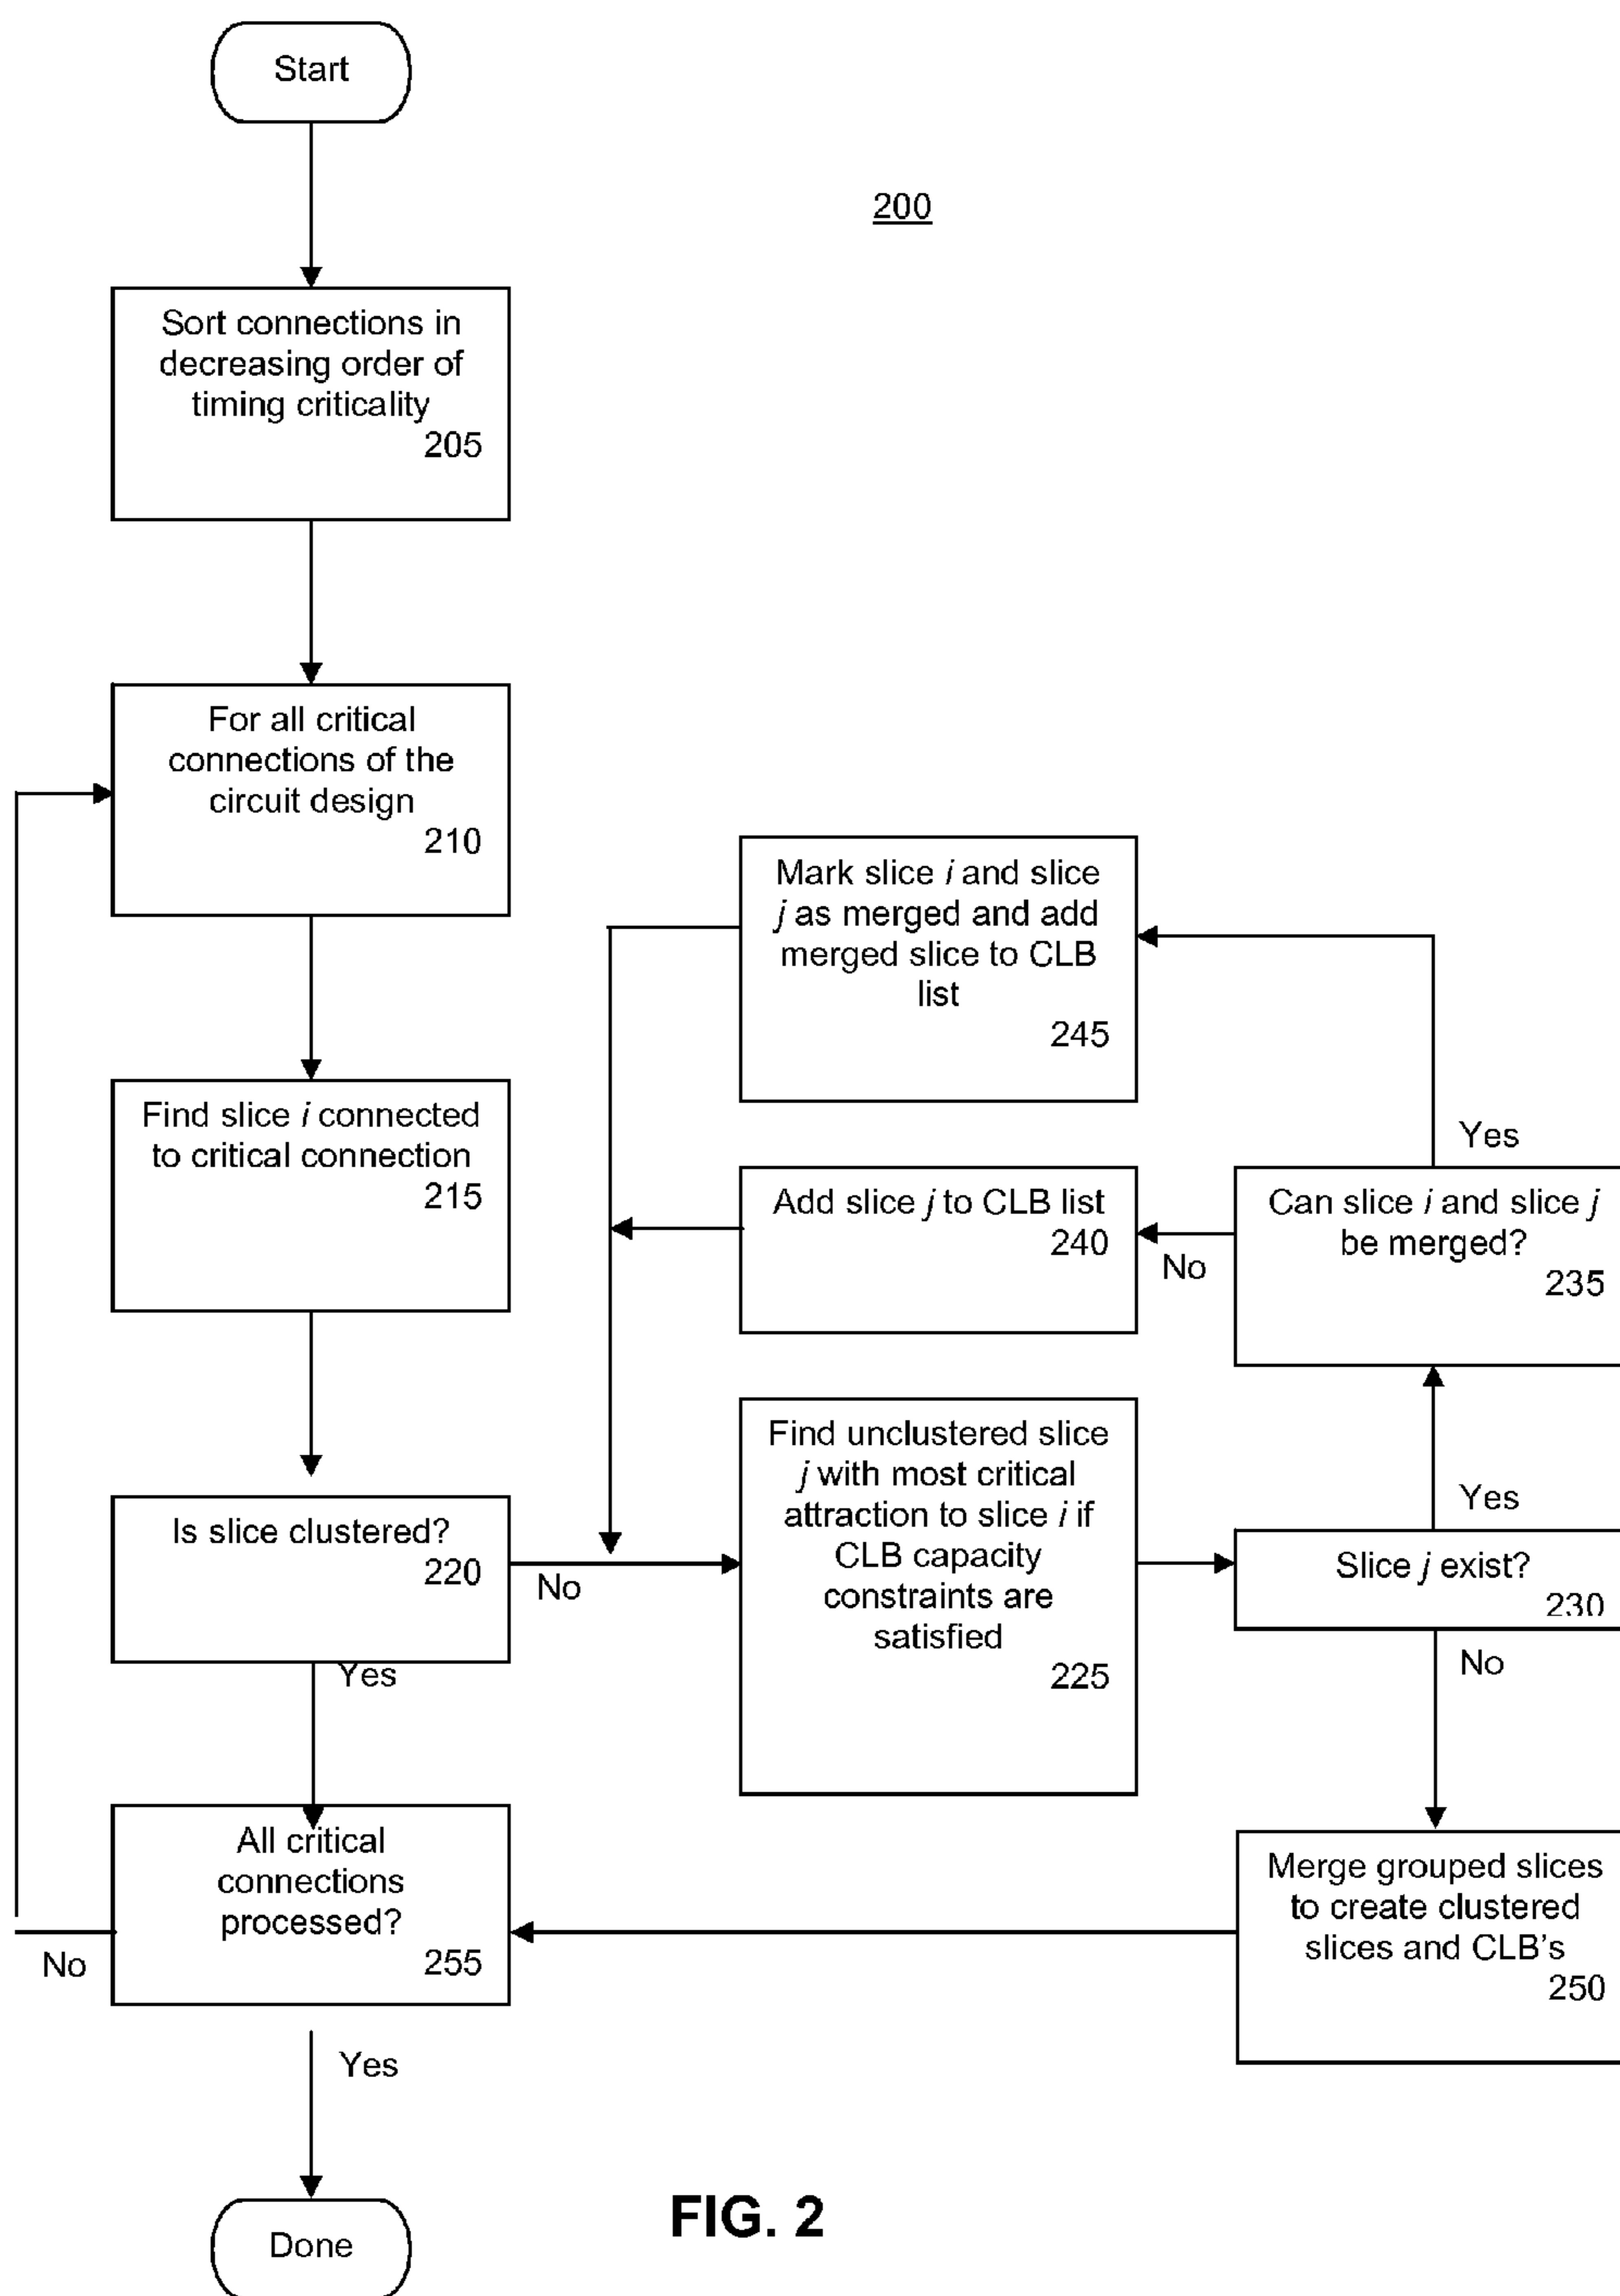 Start
200
Sort connections in
decreasing order of
timing criticality
205
For all critical
connections of the
circuit design
210
Find slice i connected
to critical connection
215
Is slice clustered?
220
No
Yes
Mark slice i and slice
j as merged and add
merged slice to CLB
list
245
Add slice j to CLB list
240
Yes
Can slice i and slice j
be merged?
235
No
Find unclustered slice
j with most critical
attraction to slice i if
CLB capacity
constraints are
satisfied
225
Yes
Slice j exist?
230
No
Merge grouped slices
to create clustered
slices and CLB's
250
All critical
connections
processed?
255
No
Yes
Done
FIG. 2